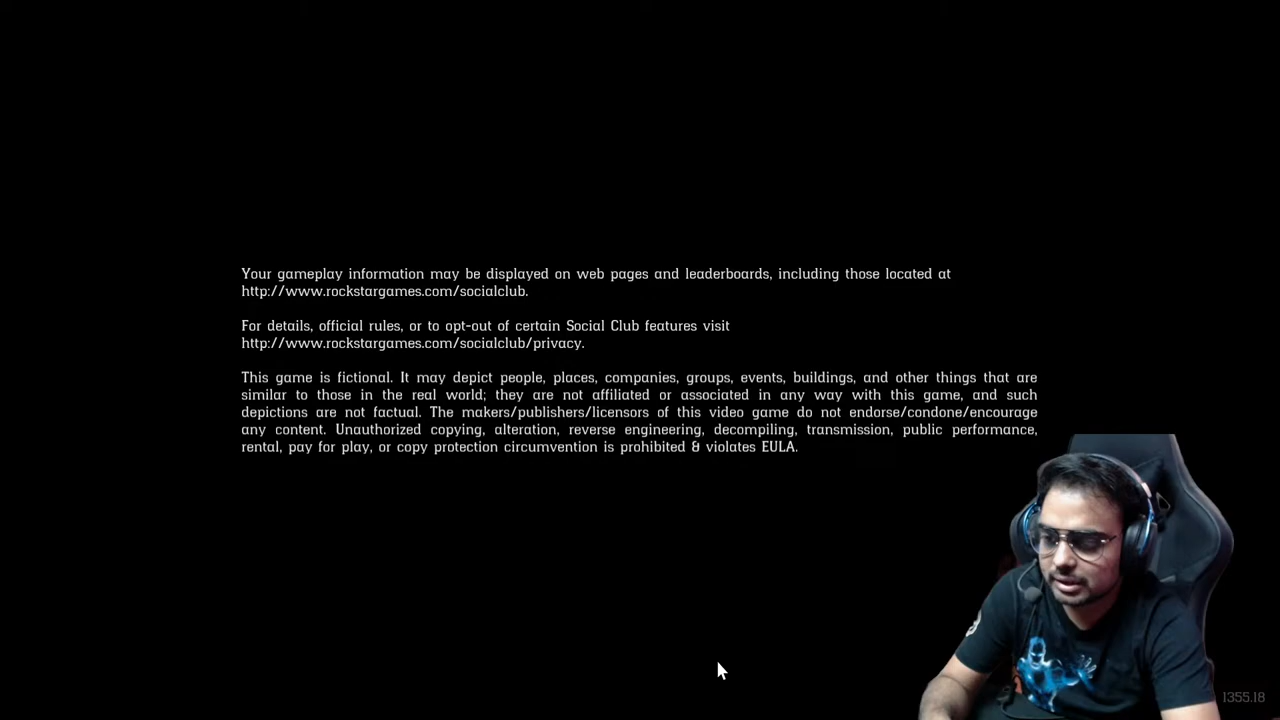 Your gameplay information may be displayed on web pages and leaderboards, including those located at
http://www.rockstargames.com/socialclub.
For details, official rules, or to opt-out of certain Social Club features visit
http://www.rockstargames.com/socialclub/privacy.
This game is fictional. It may depict people, places, companies, groups, events, buildings, and other things that are
similar to those in the real world; they are not affiliated or associated in any way with this game, and such
depictions are not factual. The makers/publishers/licensors of this video game do not endorse/condone/encourage
any content. Unauthorized copying, alteration, reverse engineering, decompiling, transmission, public performance,
rental, pay for play, or copy protection circumvention is prohibited & violates EULA.
1355.18